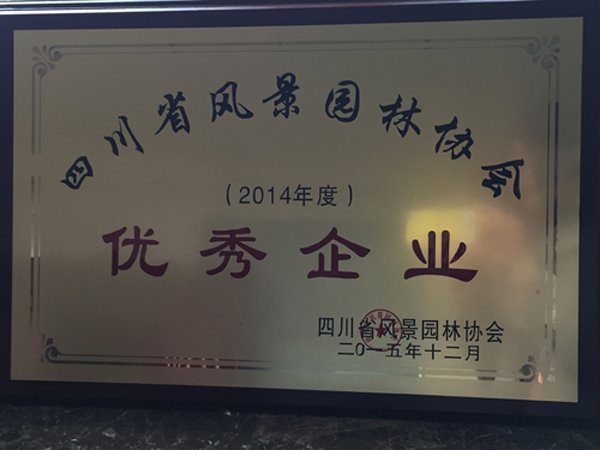 四川省风景园林协会
（2014年度）
优秀企业
四川省风景园林协会
二0一五年十二月